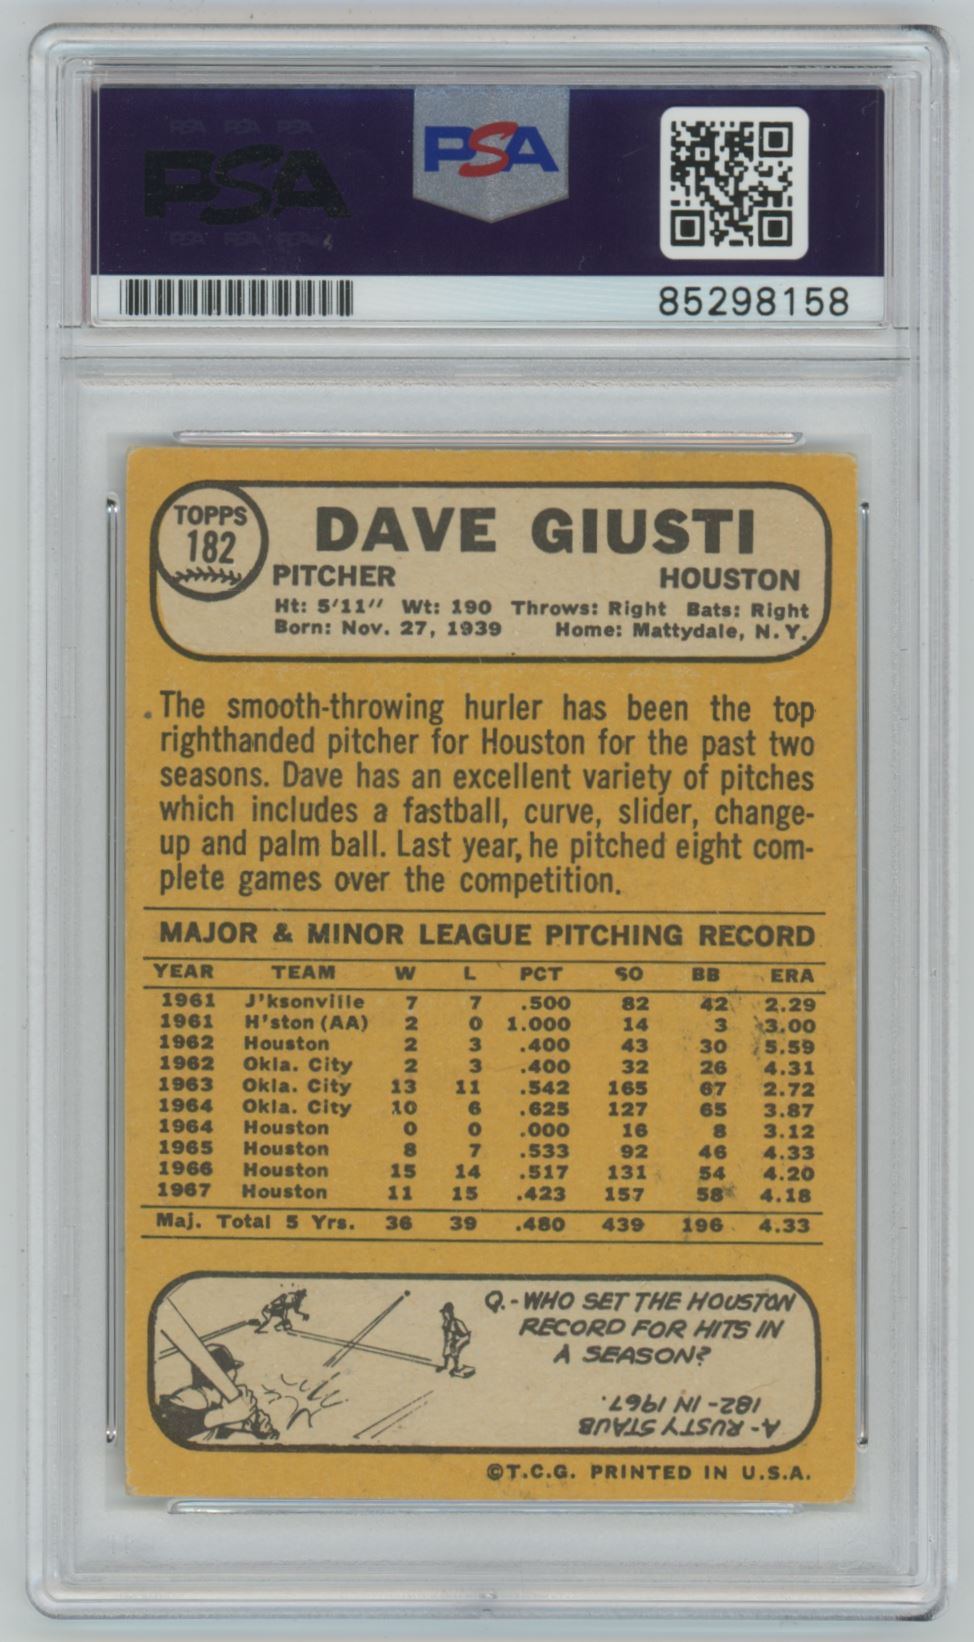 PSA PSA PSA
PSA
PSA PSA PSA
PSA
85298158
TOPPS
182
DAVE GIUSTI
PITCHER HOUSTON
Ht: 5'11" Wt: 190 Throws: Right Bats: Right
Born: Nov. 27, 1939 Home: Mattydale, N.Y.
The smooth-throwing hurler has been the top
righthanded pitcher for Houston for the past two
seasons. Dave has an excellent variety of pitches
which includes a fastball, curve, slider, change-
up and palm ball. Last year, he pitched eight com-
plete games over the competition.
MAJOR & MINOR LEAGUE PITCHING RECORD
YEAR TEAM W L PCT SO BB ERA
1961 J'ksonville 7 7 .500 82 42 2.29
1961 H'ston (AA) 2 0 1.000 14 3 3.00
1962 Houston 2 3 .400 43 30 5.59
1962 Okla. City 2 3 .400 32 26 4.31
1963 Okla. City 13 11 .542 165 67 2.72
1964 Okla. City 10 6 .625 127 65 3.87
1964 Houston 0 0 .000 16 8 3.12
1965 Houston 8 7 .533 92 46 4.33
1966 Houston 15 14 .517 131 54 4.20
1967 Houston 11 15 .423 157 58 4.18
Maj. Total 5 Yrs. 36 39 .480 439 196 4.33
Q.-WHO SET THE HOUSTON
RECORD FOR HITS IN
A SEASON?
A-RUSTY STAUB
182-IN 1967.
©T.C.G. PRINTED IN U.S.A.